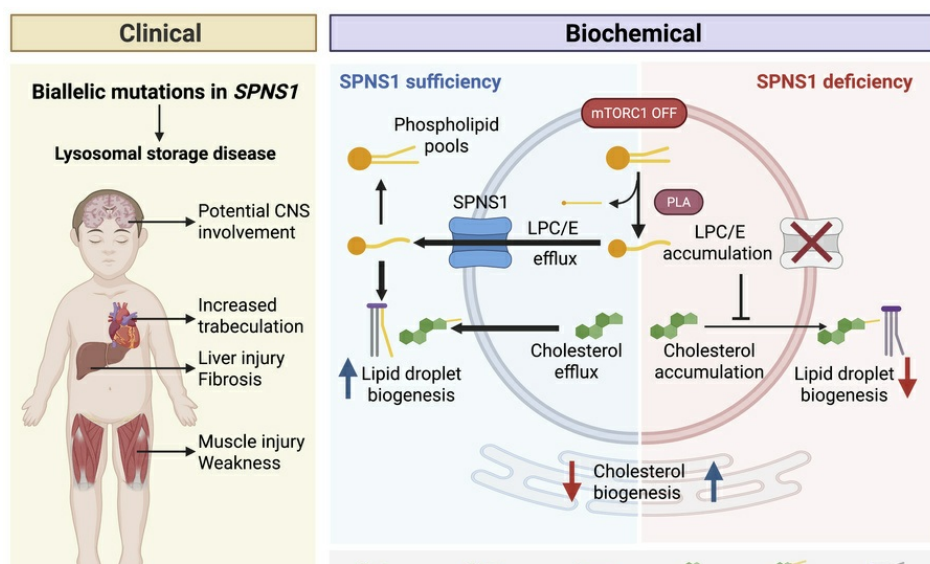 Clinical
Biallelic mutations in SPNS1
Lysosomal storage disease
Potential CNS
involvement
Increased
trabeculation
Liver injury
Fibrosis
Muscle injury
Weakness
Biochemical
SPNS1 sufficiency
SPNS1 deficiency
mTORC1 OFF
Phospholipid
pools
PLA
SPNS1
LPC/E
efflux
LPC/E
accumulation
Cholesterol
efflux
Cholesterol
accumulation
Lipid droplet
biogenesis
Lipid droplet
biogenesis
Cholesterol
biogenesis